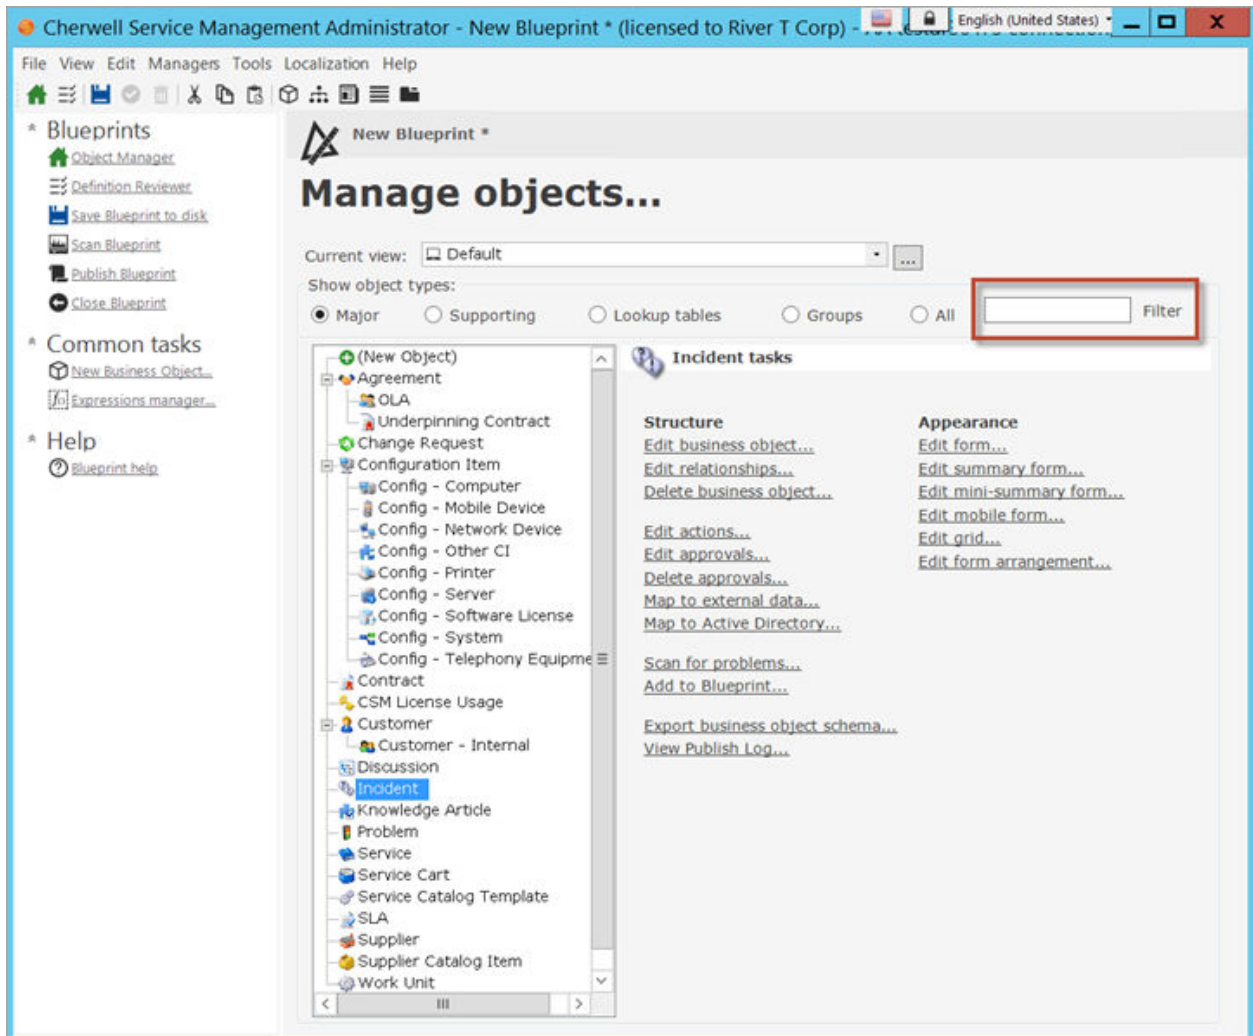 Cherwell Service Management Administrator - New Blueprint * (licensed to River T Corp) -
English (United States)
File View Edit Managers Tools Localization Help
Blueprints
Object Manager
Definition Reviewer
Save Blueprint to disk
Scan Blueprint
Publish Blueprint
Close Blueprint
Common tasks
New Business Object...
Expressions manager...
Help
Blueprint help
New Blueprint *
Manage objects...
Current view: Default ...
Show object types:
Major Supporting Lookup tables Groups All Filter
(New Object)
Agreement
OLA
Underpinning Contract
Change Request
Configuration Item
Config - Computer
Config - Mobile Device
Config - Network Device
Config - Other CI
Config - Printer
Config - Server
Config - Software License
Config - System
Config - Telephony Equipme
Contract
CSM License Usage
Customer
Customer - Internal
Discussion
Incident
Knowledge Article
Problem
Service
Service Cart
Service Catalog Template
SLA
Supplier
Supplier Catalog Item
Work Unit
Incident tasks
Structure
Edit business object...
Edit relationships...
Delete business object...
Edit actions...
Edit approvals...
Delete approvals...
Map to external data...
Map to Active Directory...
Scan for problems...
Add to Blueprint...
Export business object schema...
View Publish Log...
Appearance
Edit form...
Edit summary form...
Edit mini-summary form...
Edit mobile form...
Edit grid...
Edit form arrangement...